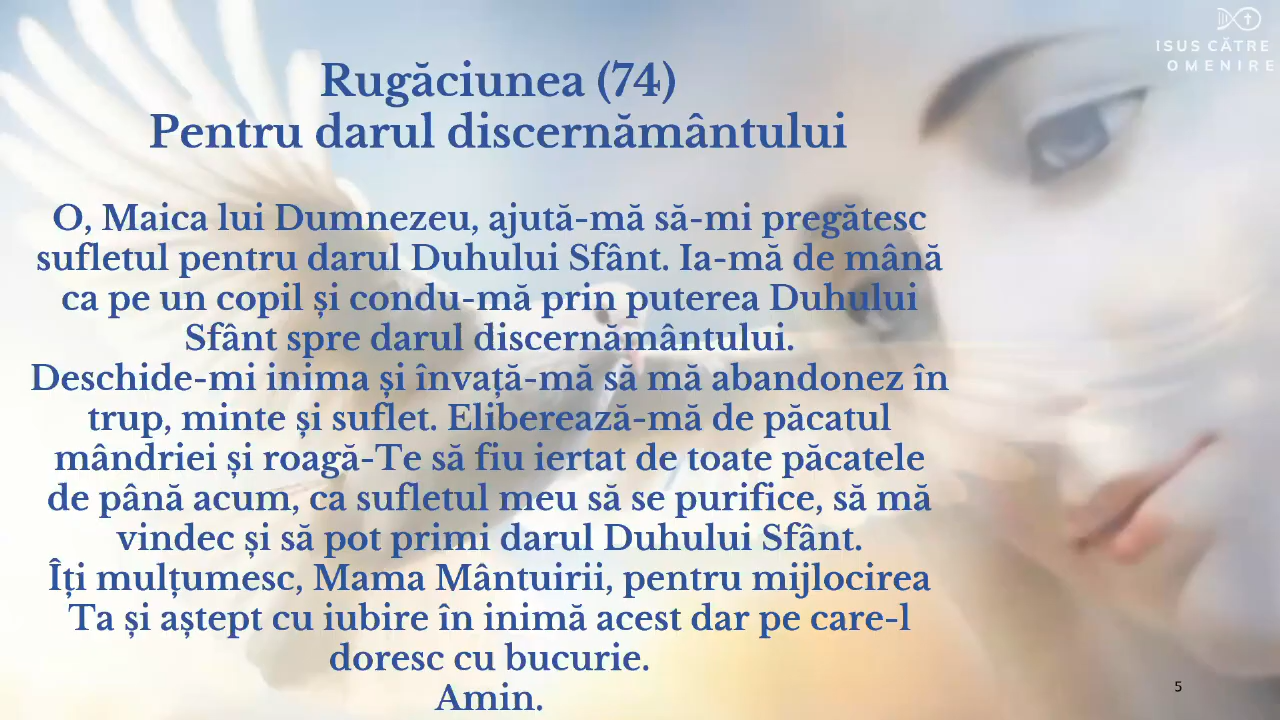 ISUS CĂTRE
OMENIRE
Rugăciunea (74)
Pentru darul discernământului
O, Maica lui Dumnezeu, ajută-mă să-mi pregătesc
sufletul pentru darul Duhului Sfânt. Ia-mă de mână
ca pe un copil și condu-mă prin puterea Duhului
Sfânt spre darul discernământului.
Deschide-mi inima și învață-mă să mă abandonez în
trup, minte și suflet. Eliberează-mă de păcatul
mândriei și roagă-Te să fiu iertat de toate păcatele
de până acum, ca sufletul meu să se purifice, să mă
vindec și să pot primi darul Duhului Sfânt.
Îți mulțumesc, Mama Mântuirii, pentru mijlocirea
Ta și aștept cu iubire în inimă acest dar pe care-l
doresc cu bucurie.
Amin.
5